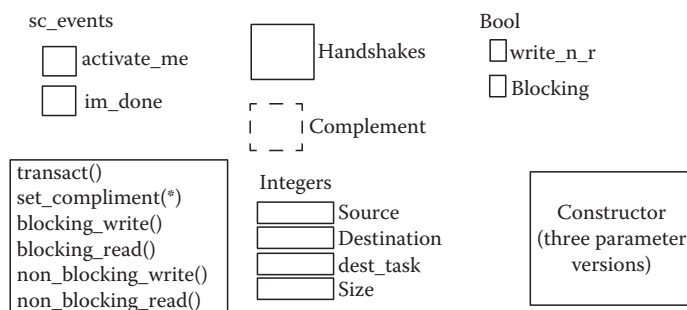 sc_events
activate_me
im_done
Handshakes
Complement
Bool
write_n_r
Blocking
transact()
set_compliment(*)
blocking_write()
blocking_read()
non_blocking_write()
non_blocking_read()
Integers
Source
Destination
dest_task
Size
Constructor
(three parameter
versions)